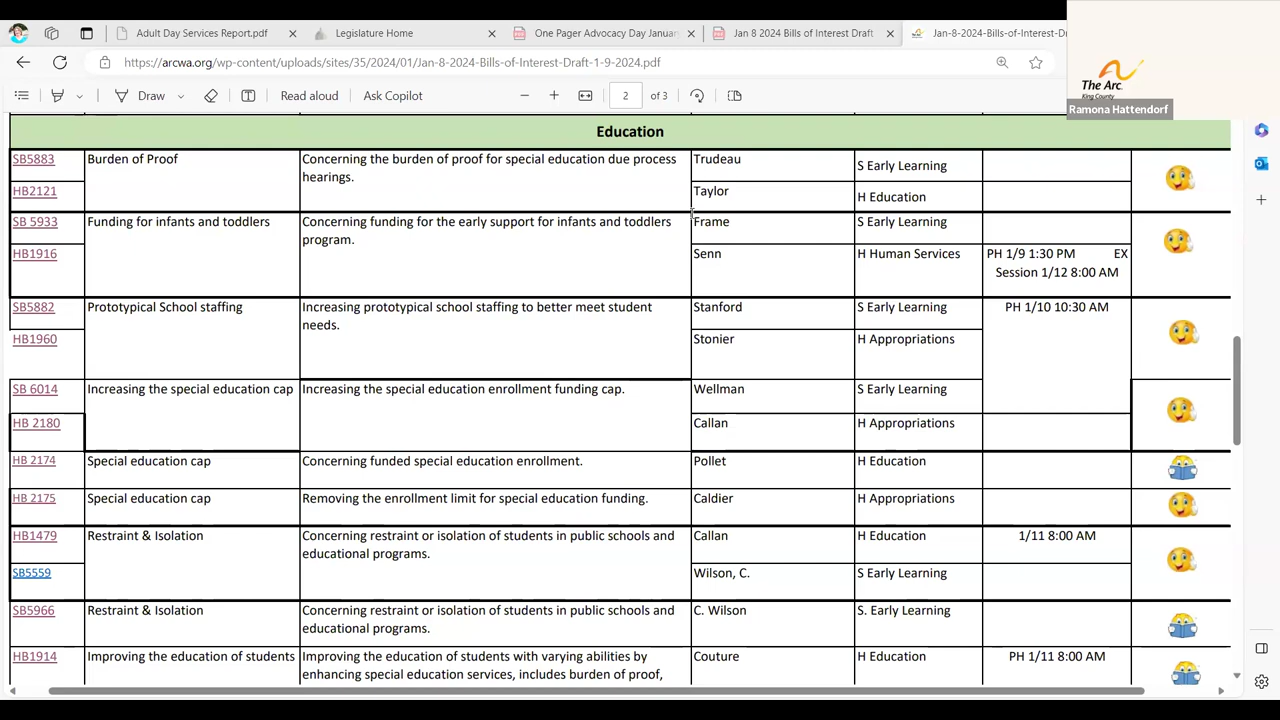 Adult Day Services Report.pdf
Legislature Home
One Pager Advocacy Day Januar
Jan 8 2024 Bills of Interest Draft
Jan-8-2024-Bills-of-Interest-Dr
https://arcwa.org/wp-content/uploads/sites/35/2024/01/Jan-8-2024-Bills-of-Interest-Draft-1-9-2024.pdf
The Arc
King County
Ramona Hattendorf
Draw Read aloud Ask Copilot 2 of 3
Education
SB5883 Burden of Proof Concerning the burden of proof for special education due process Trudeau S Early Learning
hearings.
HB2121 Taylor H Education
SB 5933 Funding for infants and toddlers Concerning funding for the early support for infants and toddlers Frame S Early Learning
program.
HB1916 Senn H Human Services PH 1/9 1:30 PM EX
Session 1/12 8:00 AM
SB5882 Prototypical School staffing Increasing prototypical school staffing to better meet student Stanford S Early Learning PH 1/10 10:30 AM
needs.
HB1960 Stonier H Appropriations
SB 6014 Increasing the special education cap Increasing the special education enrollment funding cap. Wellman S Early Learning
HB 2180 Callan H Appropriations
HB 2174 Special education cap Concerning funded special education enrollment. Pollet H Education
HB 2175 Special education cap Removing the enrollment limit for special education funding. Caldier H Appropriations
HB1479 Restraint & Isolation Concerning restraint or isolation of students in public schools and Callan H Education 1/11 8:00 AM
educational programs.
SB5559 Wilson, C. S Early Learning
SB5966 Restraint & Isolation Concerning restraint or isolation of students in public schools and C. Wilson S. Early Learning
educational programs.
HB1914 Improving the education of students Improving the education of students with varying abilities by Couture H Education PH 1/11 8:00 AM
enhancing special education services, includes burden of proof,